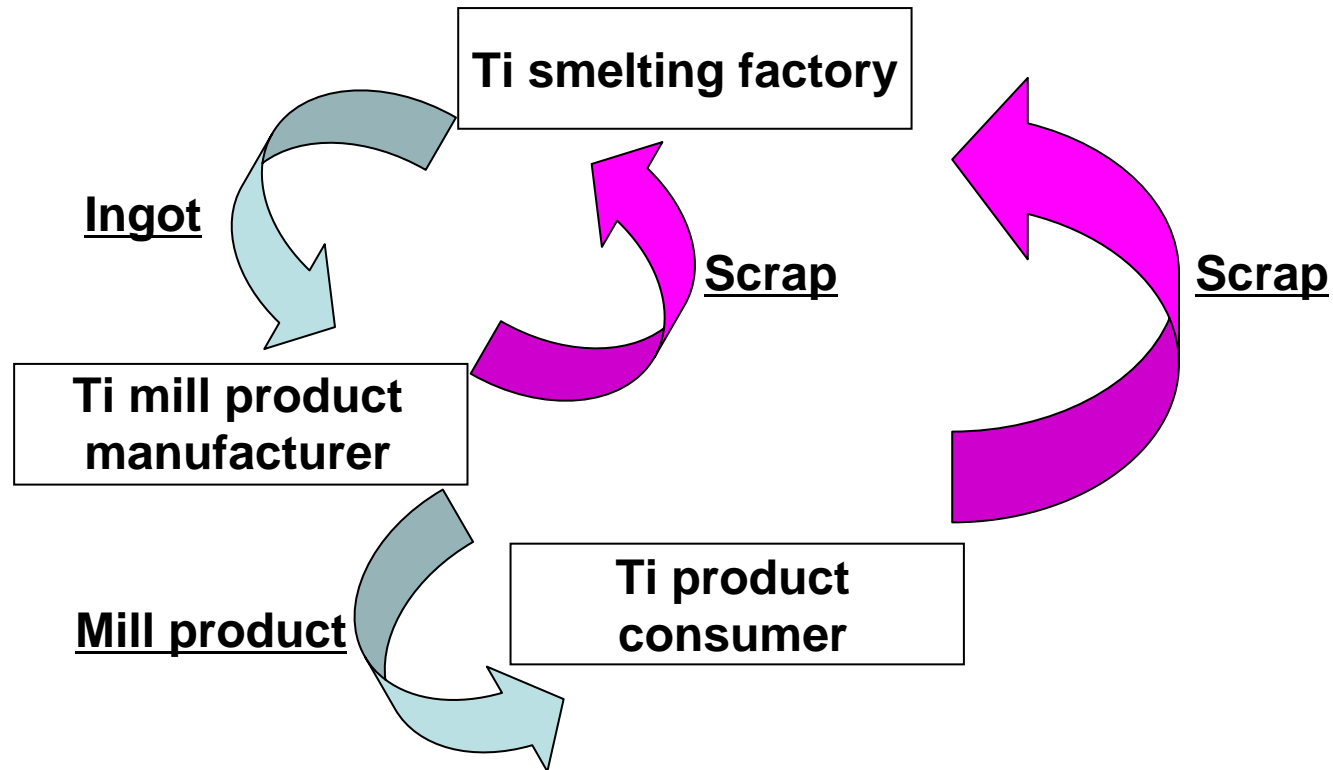 Ti smelting factory
Ingot
Scrap
Scrap
Ti mill product
manufacturer
Ti product
consumer
Mill product